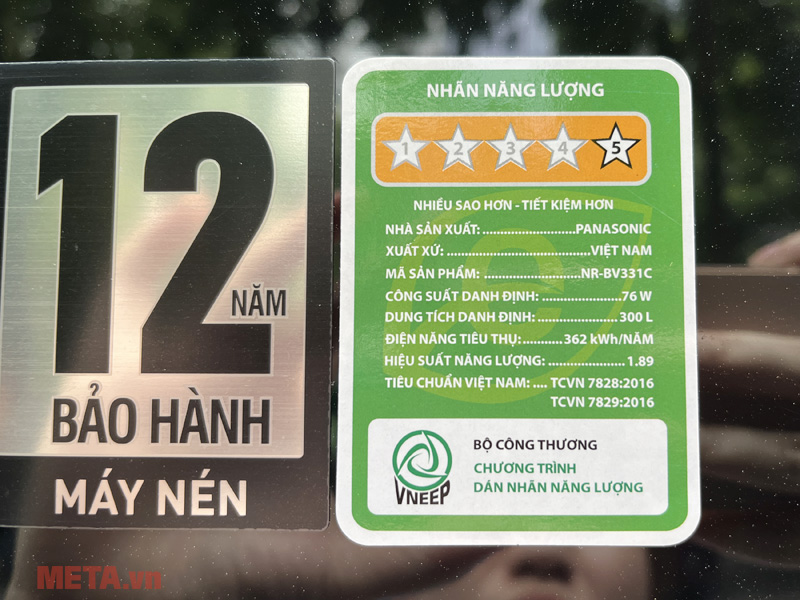 12
NĂM
BẢO HÀNH
MÁY NÉN
NHÃN NĂNG LƯỢNG
1 2 3 4 5
NHIỀU SAO HƠN - TIẾT KIỆM HƠN
NHÀ SẢN XUẤT:..........................PANASONIC
XUẤT XỨ: ........................................VIỆT NAM
MÃ SẢN PHẨM: ...........................NR-BV331C
CÔNG SUẤT DANH ĐỊNH: ......................76 W
DUNG TÍCH DANH ĐỊNH:.......................300 L
ĐIỆN NĂNG TIÊU THỤ:...........362 kWh/NĂM
HIỆU SUẤT NĂNG LƯỢNG: ......................1.89
TIÊU CHUẨN VIỆT NAM: .... TCVN 7828:2016
TCVN 7829:2016
VNEEP
BỘ CÔNG THƯƠNG
CHƯƠNG TRÌNH
DÁN NHÃN NĂNG LƯỢNG
META.vn